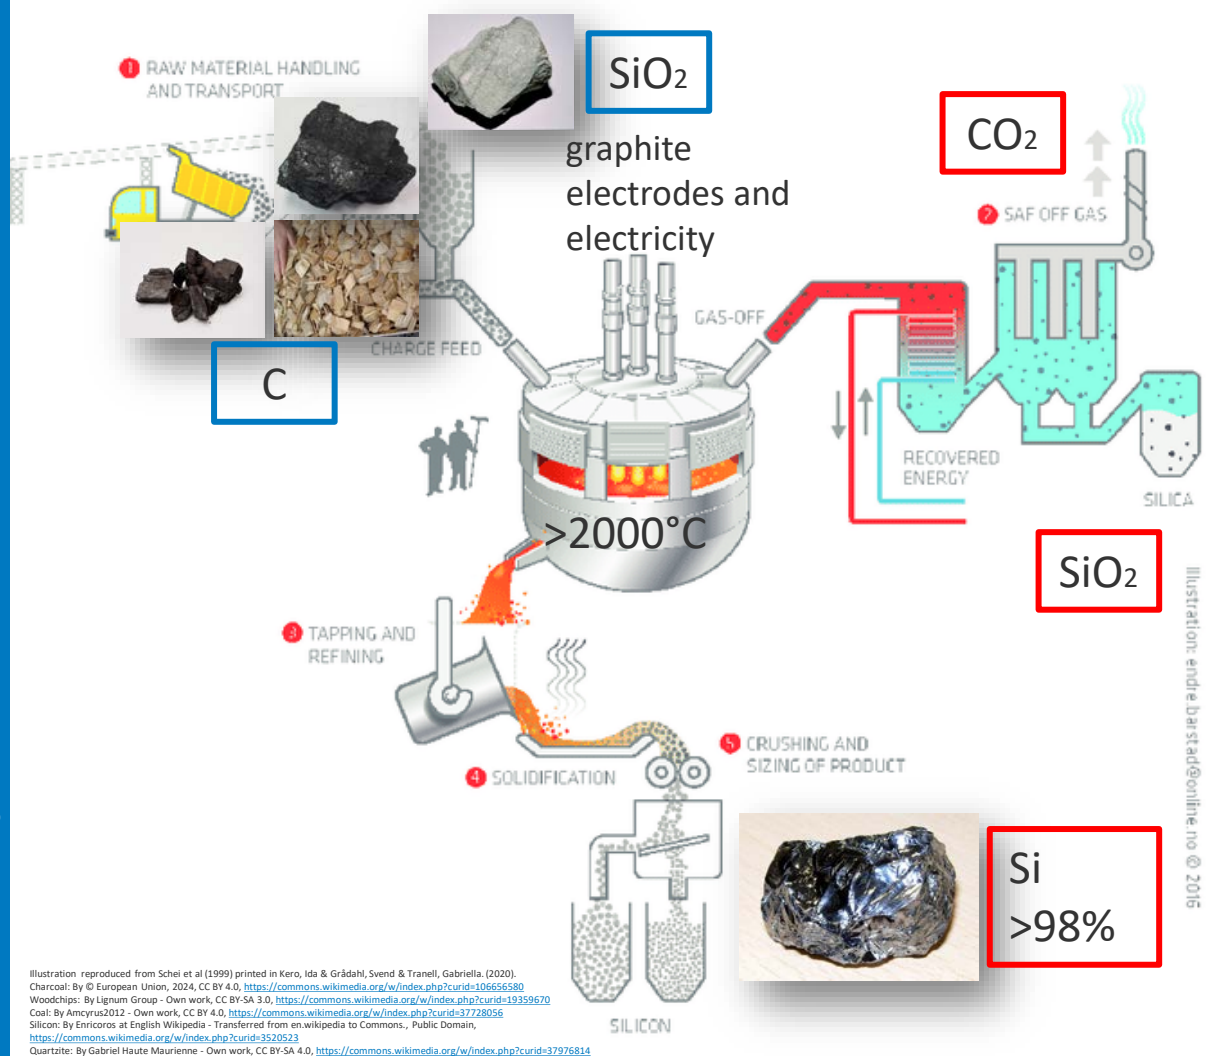 1 RAW MATERIAL HANDLING
AND TRANSPORT
SiO2
graphite
electrodes and
electricity
CO2
7 SAF OFF GAS
GAS-OFF
CHARGE FEED
C
RECOVERED
ENERGY
SILICA
>2000°C
SiO2
3 TAPPING AND
REFINING
4 SOLIDIFICATION
5 CRUSHING AND
SIZING OF PRODUCT
Si
>98%
SILICON
Illustration: endre.barstad@online.no © 2016
Illustration reproduced from Schei et al (1999) printed in Kero, Ida & Grådahl, Svend & Tranell, Gabriella. (2020).
Charcoal: By © European Union, 2024, CC BY 4.0, https://commons.wikimedia.org/w/index.php?curid=106656580
Woodchips: By Lignum Group - Own work, CC BY-SA 3.0, https://commons.wikimedia.org/w/index.php?curid=19359670
Coal: By Amcyrus2012 - Own work, CC BY 4.0, https://commons.wikimedia.org/w/index.php?curid=37728056
Silicon: By Enricoros at English Wikipedia - Transferred from en.wikipedia to Commons., Public Domain,
https://commons.wikimedia.org/w/index.php?curid=3520523
Quartzite: By Gabriel Haute Maurienne - Own work, CC BY-SA 4.0, https://commons.wikimedia.org/w/index.php?curid=37976814